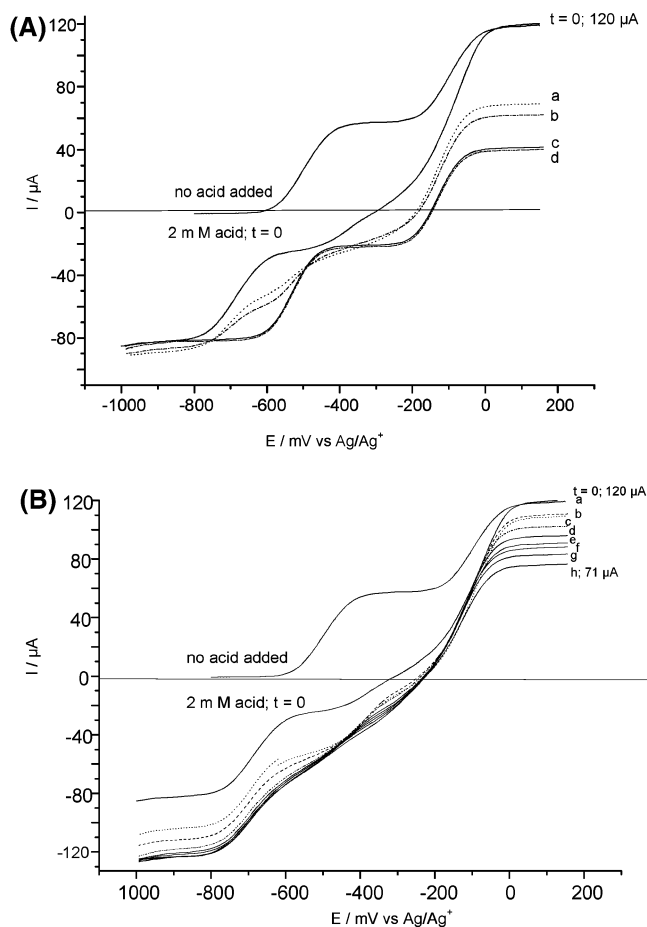 (A)
120
80
40
0
-40
-80
I / µA
t = 0; 120 µA
a
b
c
d
no acid added
2 m M acid; t = 0
-1000 -800 -600 -400 -200 0 200
E / mV vs Ag/Ag+
(B)
120
80
40
0
-40
-80
-120
I / µA
t = 0; 120 µA
a
b
c
d
e
f
g
h; 71 µA
no acid added
2 m M acid; t = 0
1000 -800 -600 -400 -200 0 200
E / mV vs Ag/Ag+